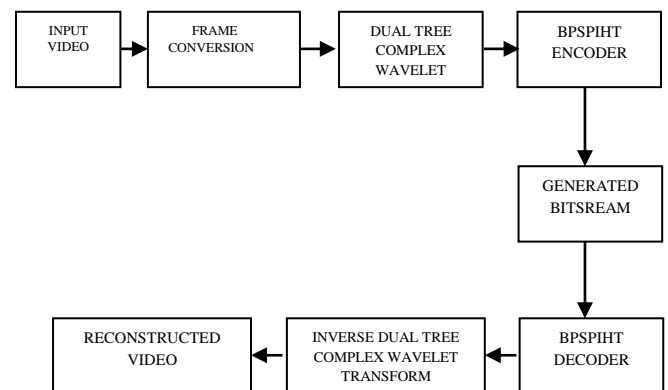 INPUT
VIDEO
FRAME
CONVERSION
DUAL TREE
COMPLEX
WAVELET
BPSPIHT
ENCODER
GENERATED
BITSREAM
BPSPIHT
DECODER
INVERSE DUAL TREE
COMPLEX WAVELET
TRANSFORM
RECONSTRUCTED
VIDEO